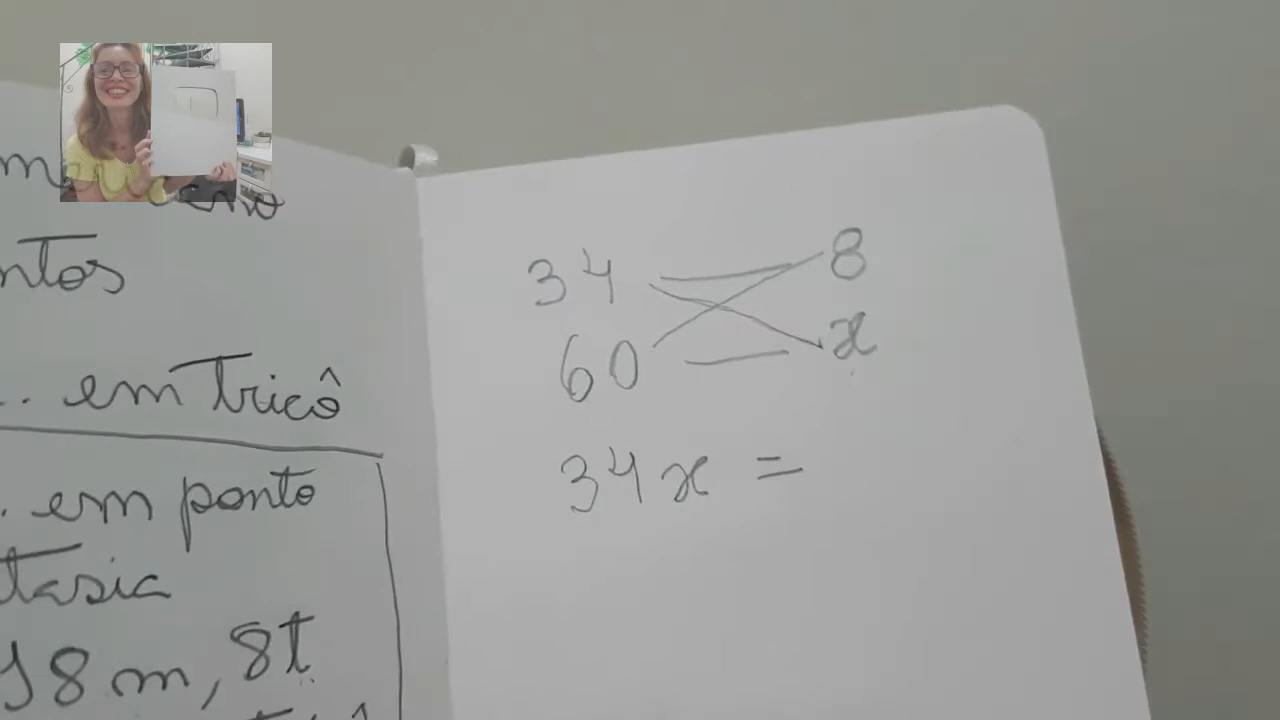 ntos
.. em tricô
. em ponto
tasia
18 m, 8t
34 8
60 x
34x =